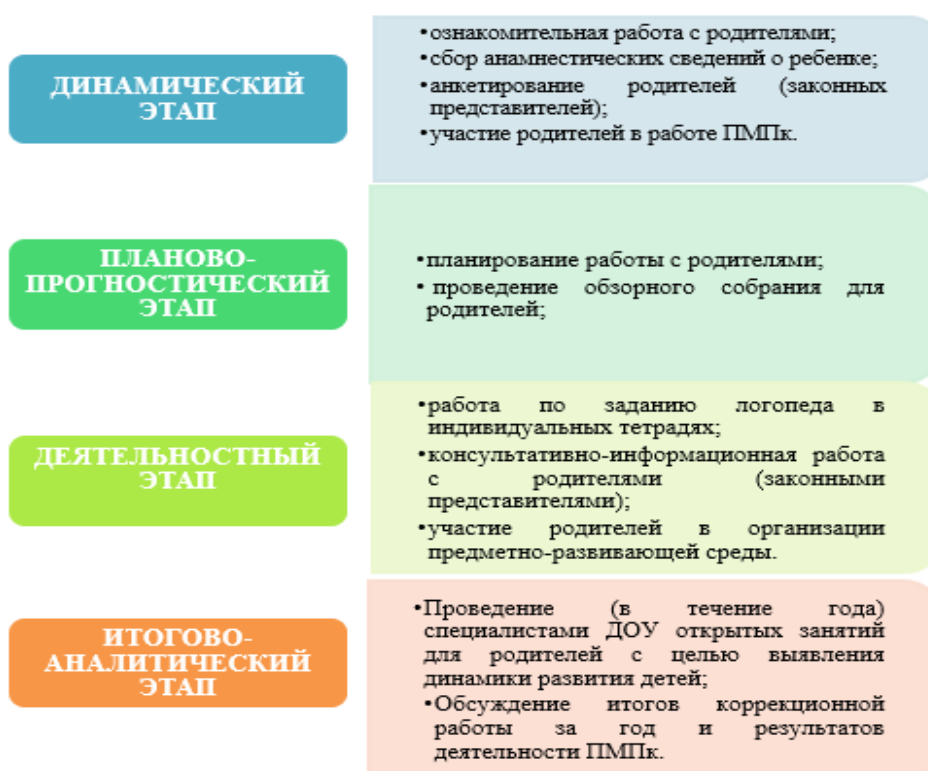 ДИНАМИЧЕСКИЙ
ЭТАП
•ознакомительная работа с родителями;
•сбор анамнестических сведений о ребенке;
•анкетирование родителей (законных
представителей);
•участие родителей в работе ПМПк.
ПЛАНОВО-
ПРОГНОСТИЧЕСКИЙ
ЭТАП
•планирование работы с родителями;
• проведение обзорного собрания для
родителей;
ДЕЯТЕЛЬНОСТНЫЙ
ЭТАП
•работа по заданию логопеда в
индивидуальных тетрадях;
•консультативно-информационная работа
с родителями (законными
представителями);
•участие родителей в организации
предметно-развивающей среды.
ИТОГОВО-
АНАЛИТИЧЕСКИЙ
ЭТАП
•Проведение (в течение года)
специалистами ДОУ открытых занятий
для родителей с целью выявления
динамики развития детей;
•Обсуждение итогов коррекционной
работы за год и результатов
деятельности ПМПк.